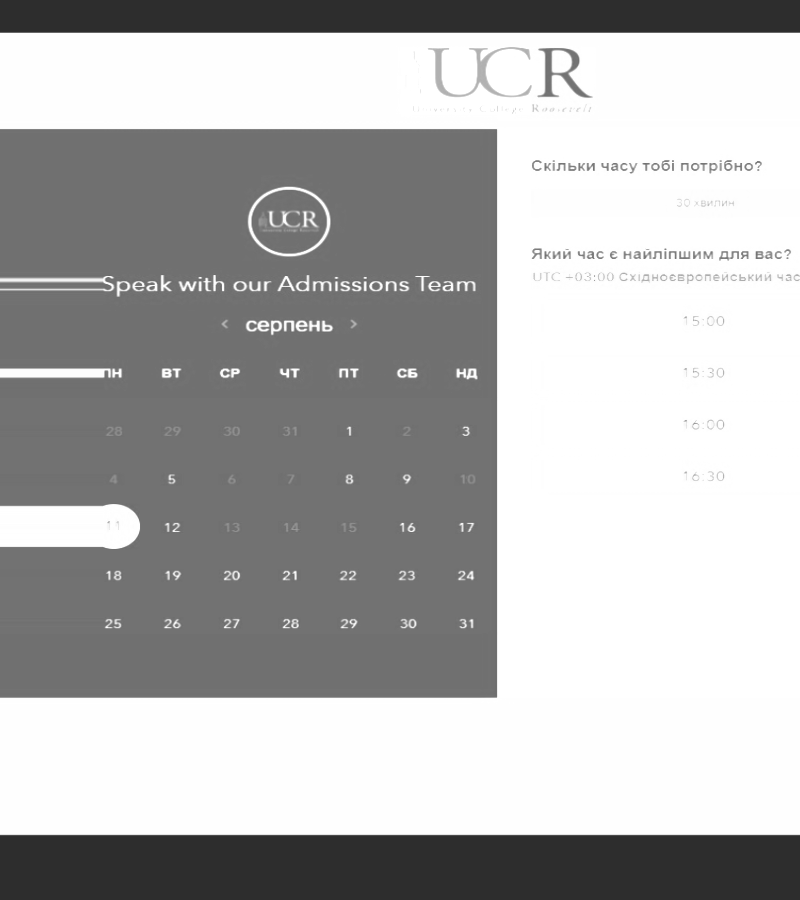 UCR
University College Roosevelt
UCR
Speak with our Admissions Team
< серпень >
ПН ВТ СР ЧТ ПТ СБ НД
28 29 30 31 1 2 3
4 5 6 7 8 9 10
11 12 13 14 15 16 17
18 19 20 21 22 23 24
25 26 27 28 29 30 31
Скільки часу тобі потрібно?
30 хвилин
Який час є найліпшим для вас?
UTC +03:00 Східноєвропейський час
15:00
15:30
16:00
16:30